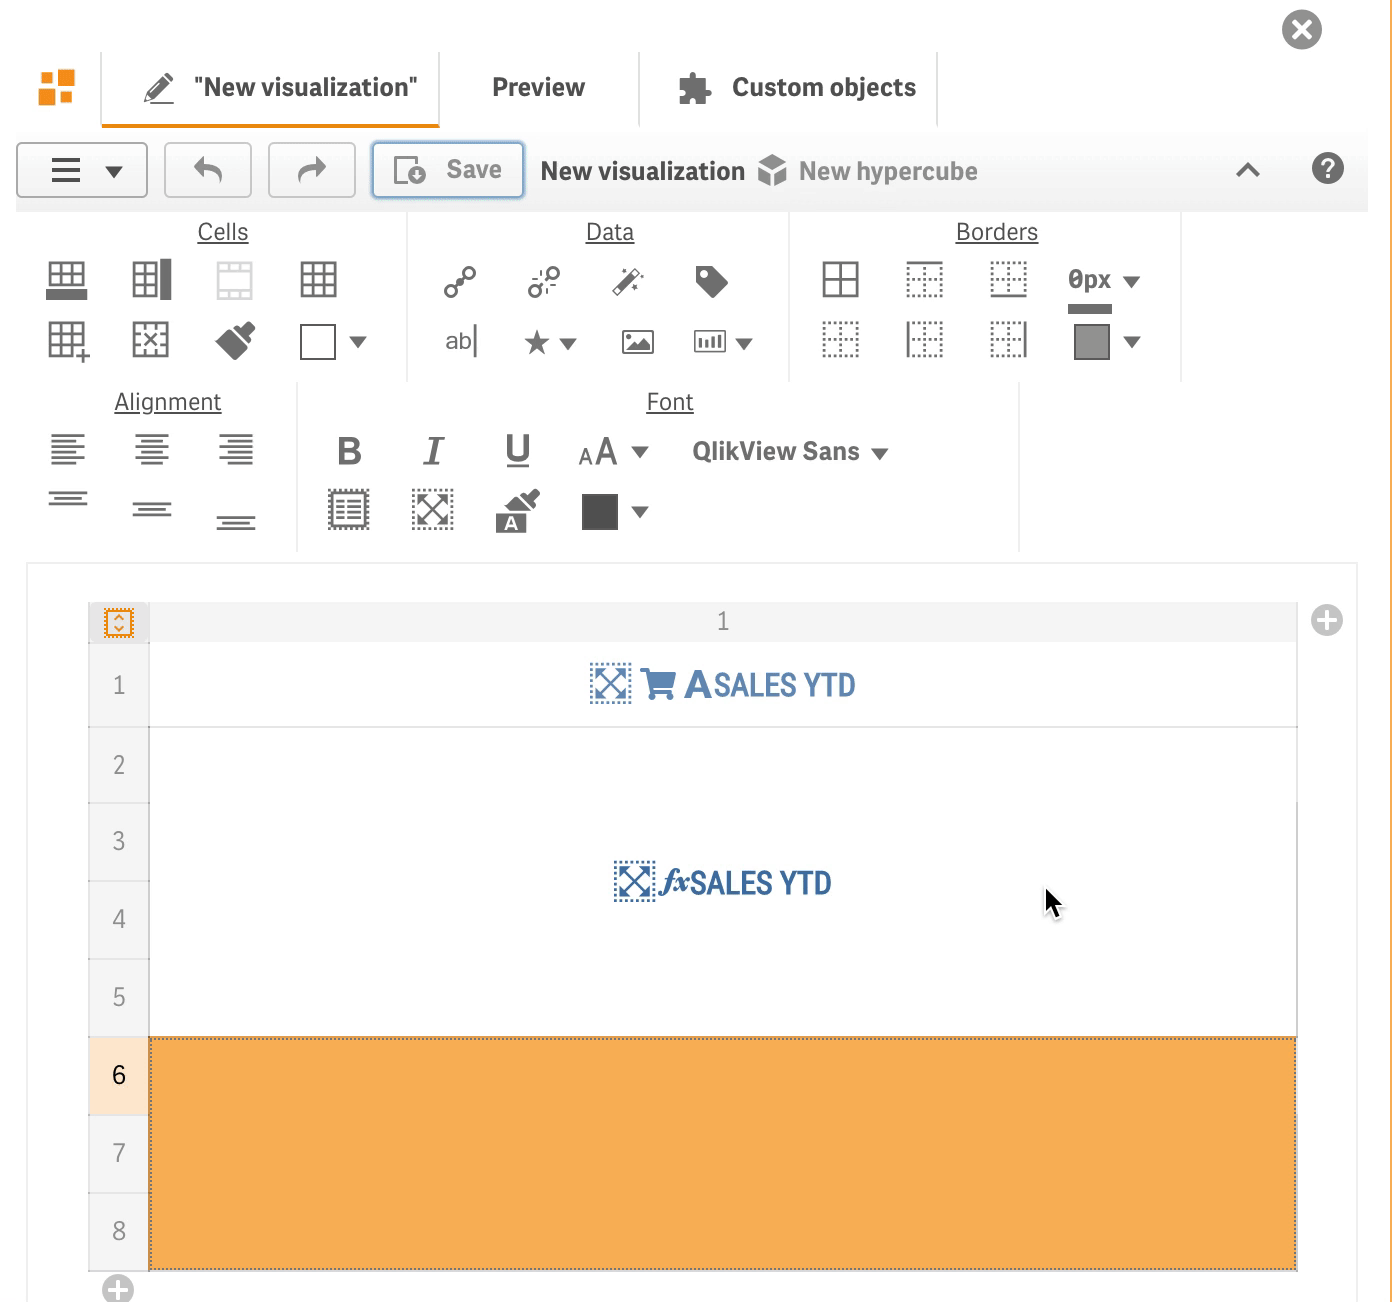 "New visualization" Preview Custom objects
Save New visualization New hypercube ?
Cells Data Borders
0px
ab|
Alignment Font
B I U AA QlikView Sans
A
1
1 A SALES YTD
2
3
fx SALES YTD
4
5
6
7
8